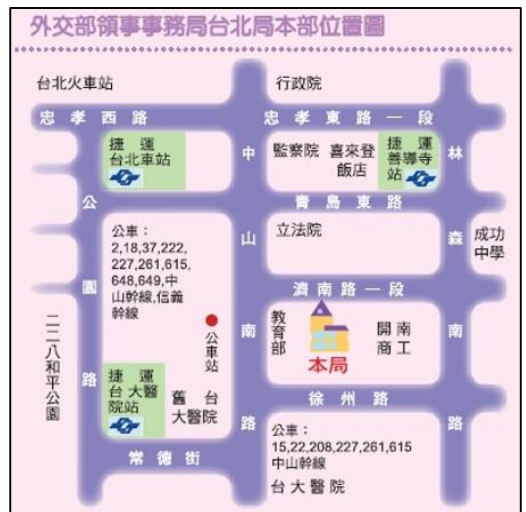 外交部領事事務局台北局本部位置圖
台北火車站
行政院
忠孝西路
忠孝東路一段
捷運
台北車站
中山南路
監察院
喜來登
飯店
捷運
善導寺
站
林森南路
公園路
青島東路
公車：
2,18,37,222,
227,261,615,
648,649,中
山幹線,信義
幹線
立法院
成功
中學
濟南路一段
二二八和平公園
公車站
教育部
本局
開南
商工
捷運
台大醫
院站
舊台
大醫院
徐州路
常德街
公車：
15,22,208,227,261,615
中山幹線
台大醫院